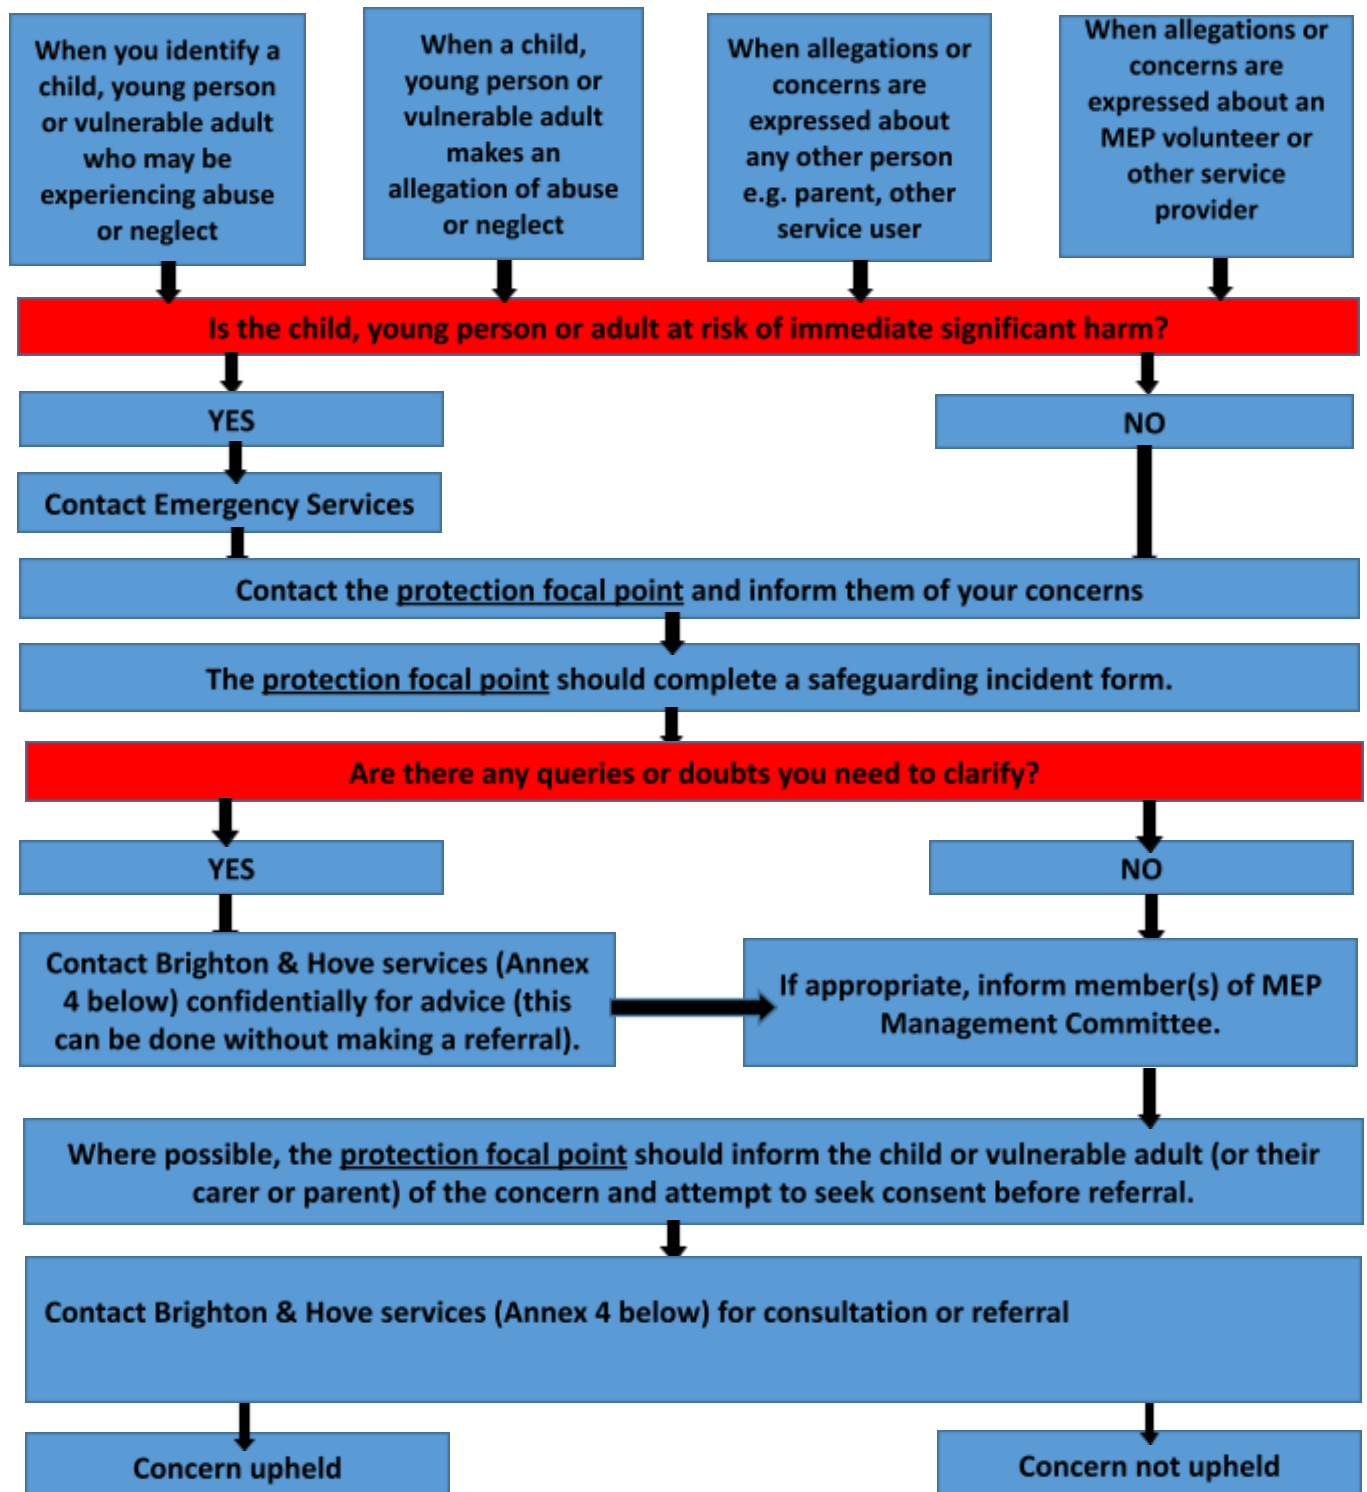 When you identify a
child, young person
or vulnerable adult
who may be
experiencing abuse
or neglect
When a child,
young person or
vulnerable adult
makes an
allegation of abuse
or neglect
When allegations or
concerns are
expressed about
any other person
e.g. parent, other
service user
When allegations or
concerns are
expressed about an
MEP volunteer or
other service
provider
Is the child, young person or adult at risk of immediate significant harm?
YES
NO
Contact Emergency Services
Contact the protection focal point and inform them of your concerns
The protection focal point should complete a safeguarding incident form.
Are there any queries or doubts you need to clarify?
YES
NO
Contact Brighton & Hove services (Annex
4 below) confidentially for advice (this
can be done without making a referral).
If appropriate, inform member(s) of MEP
Management Committee.
Where possible, the protection focal point should inform the child or vulnerable adult (or their
carer or parent) of the concern and attempt to seek consent before referral.
Contact Brighton & Hove services (Annex 4 below) for consultation or referral
Concern upheld
Concern not upheld